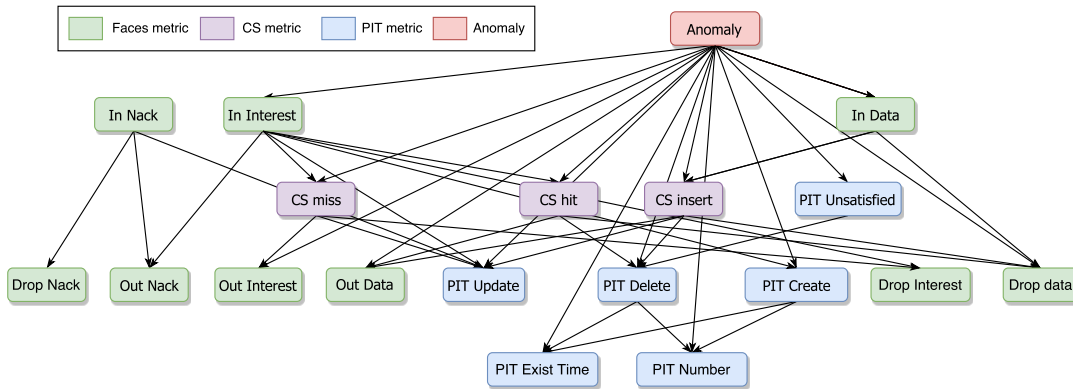 Faces metric
CS metric
PIT metric
Anomaly
Anomaly
In Nack
In Interest
In Data
CS miss
CS hit
CS insert
PIT Unsatisfied
Drop Nack
Out Nack
Out Interest
Out Data
PIT Update
PIT Delete
PIT Create
Drop Interest
Drop data
PIT Exist Time
PIT Number